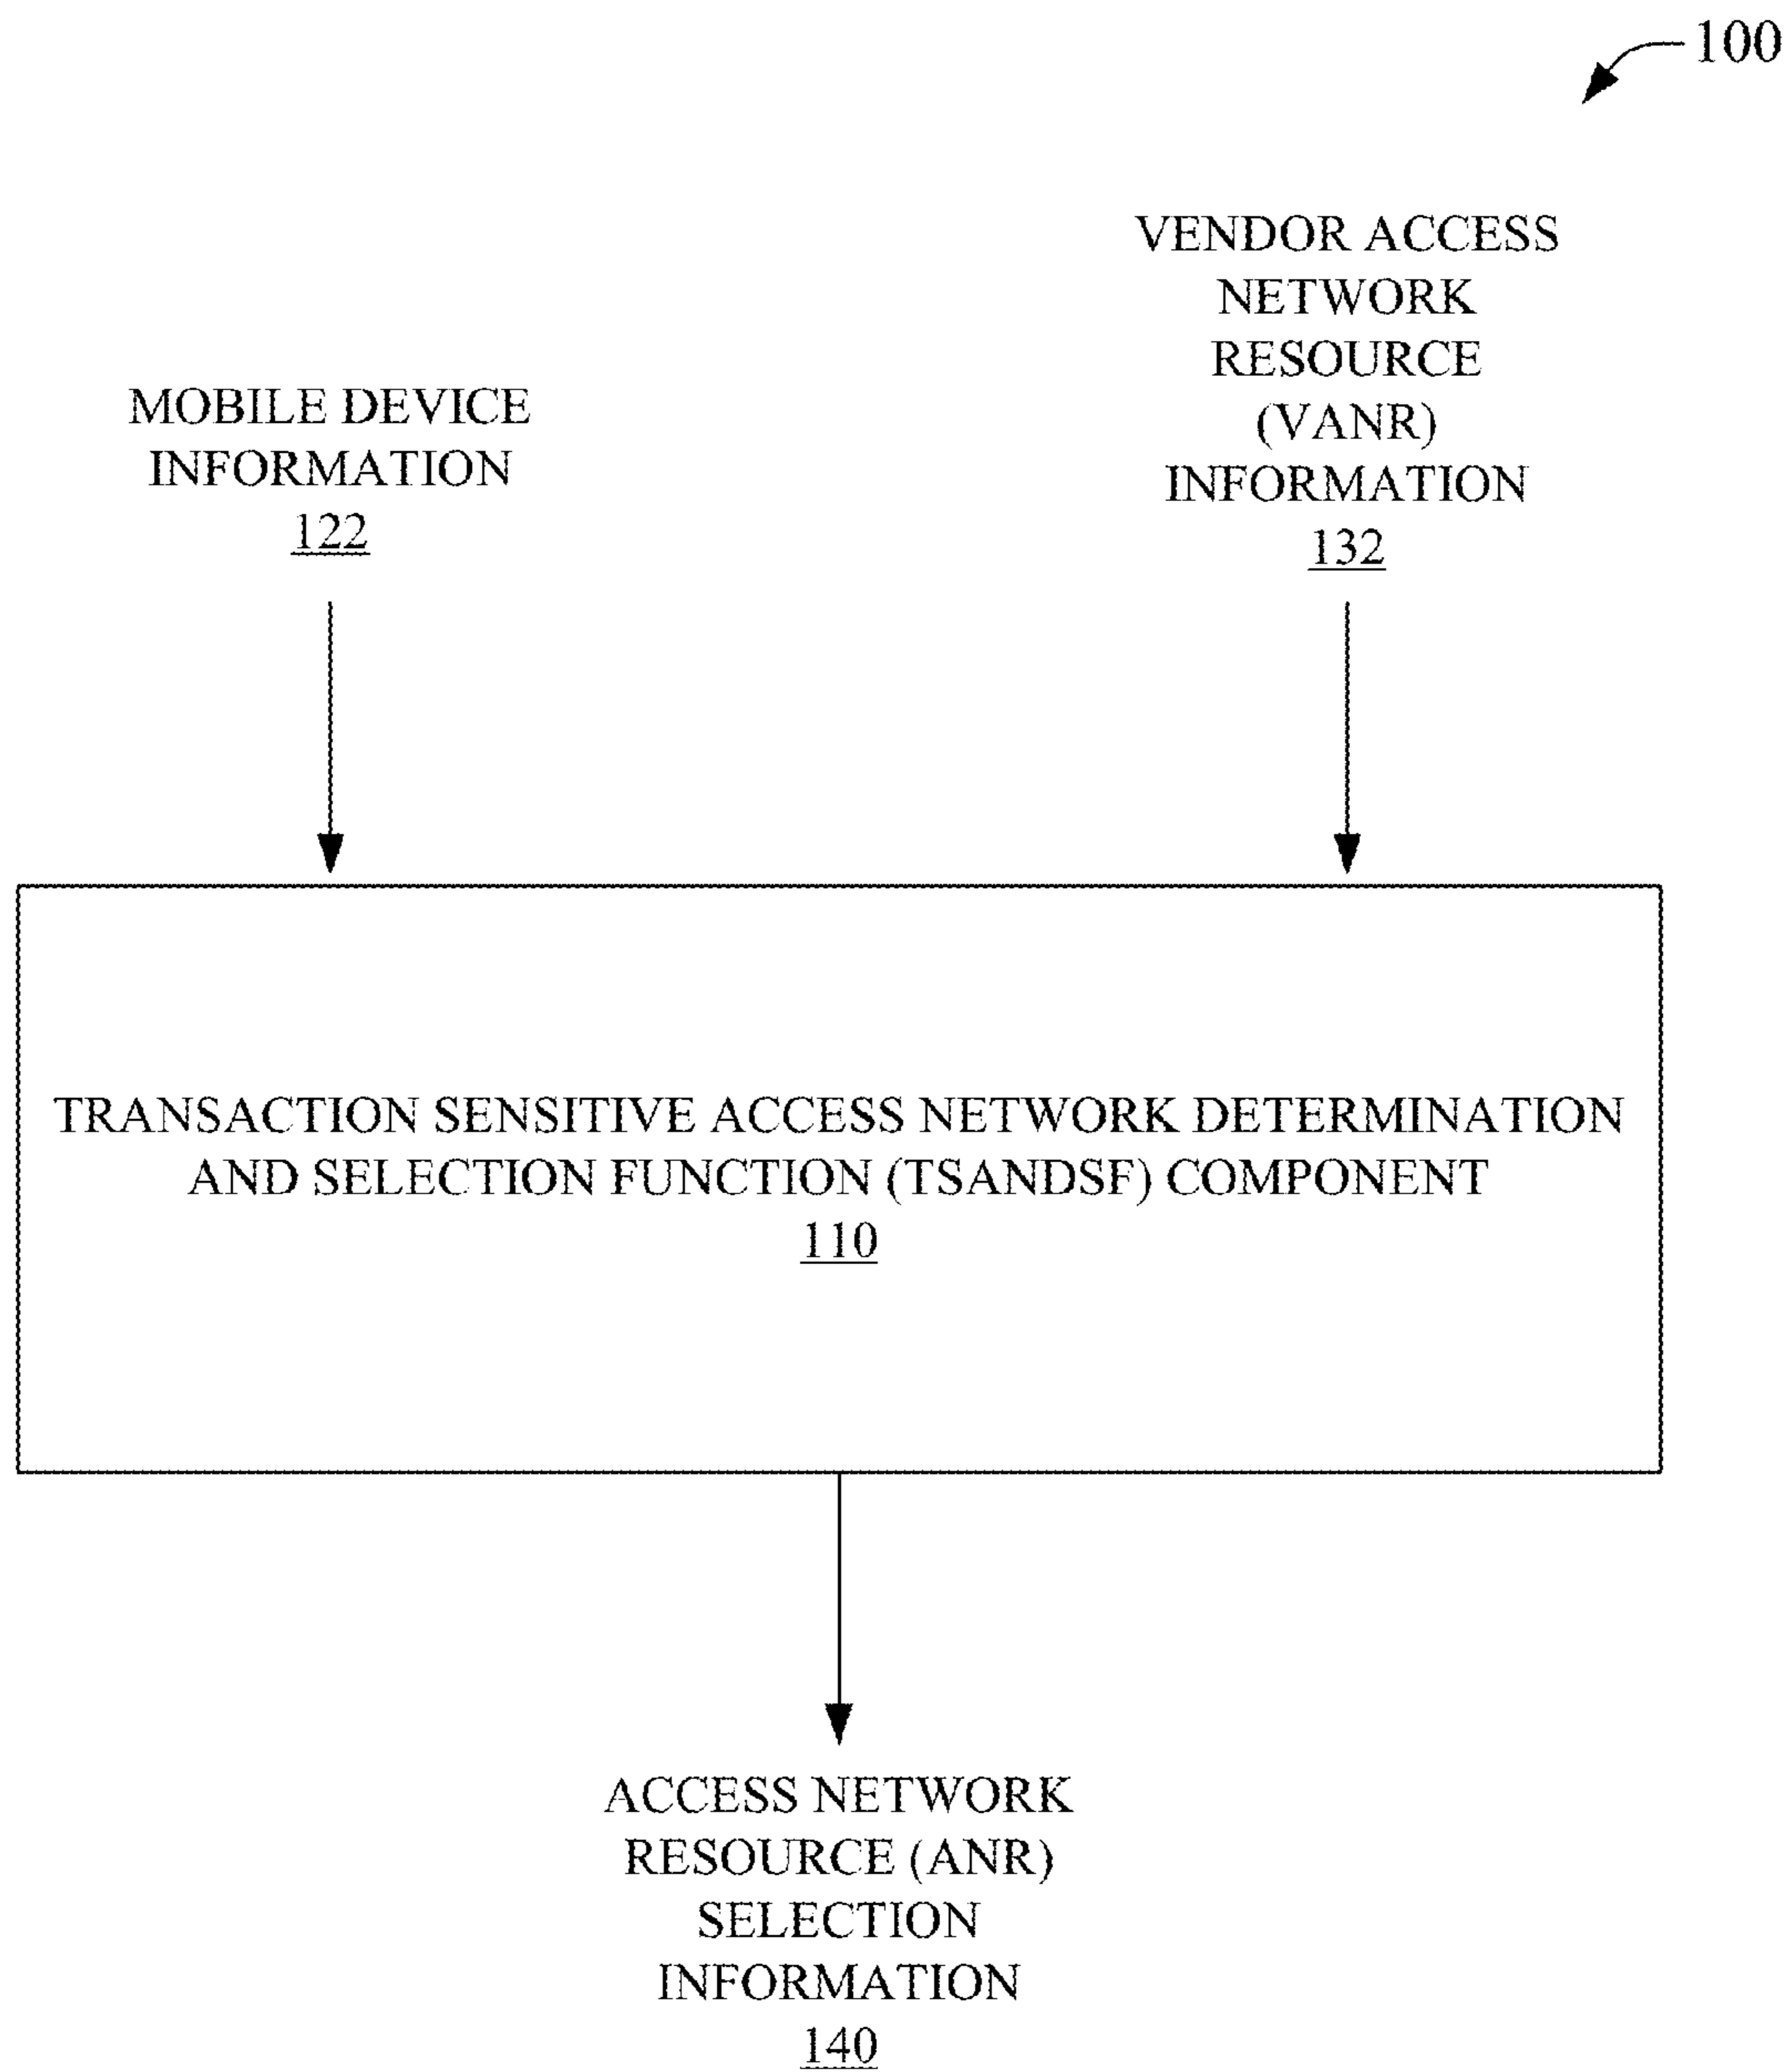 100
VENDOR ACCESS
NETWORK
RESOURCE
(VANR)
INFORMATION
132
MOBILE DEVICE
INFORMATION
122
TRANSACTION SENSITIVE ACCESS NETWORK DETERMINATION
AND SELECTION FUNCTION (TSANDSF) COMPONENT
110
ACCESS NETWORK
RESOURCE (ANR)
SELECTION
INFORMATION
140